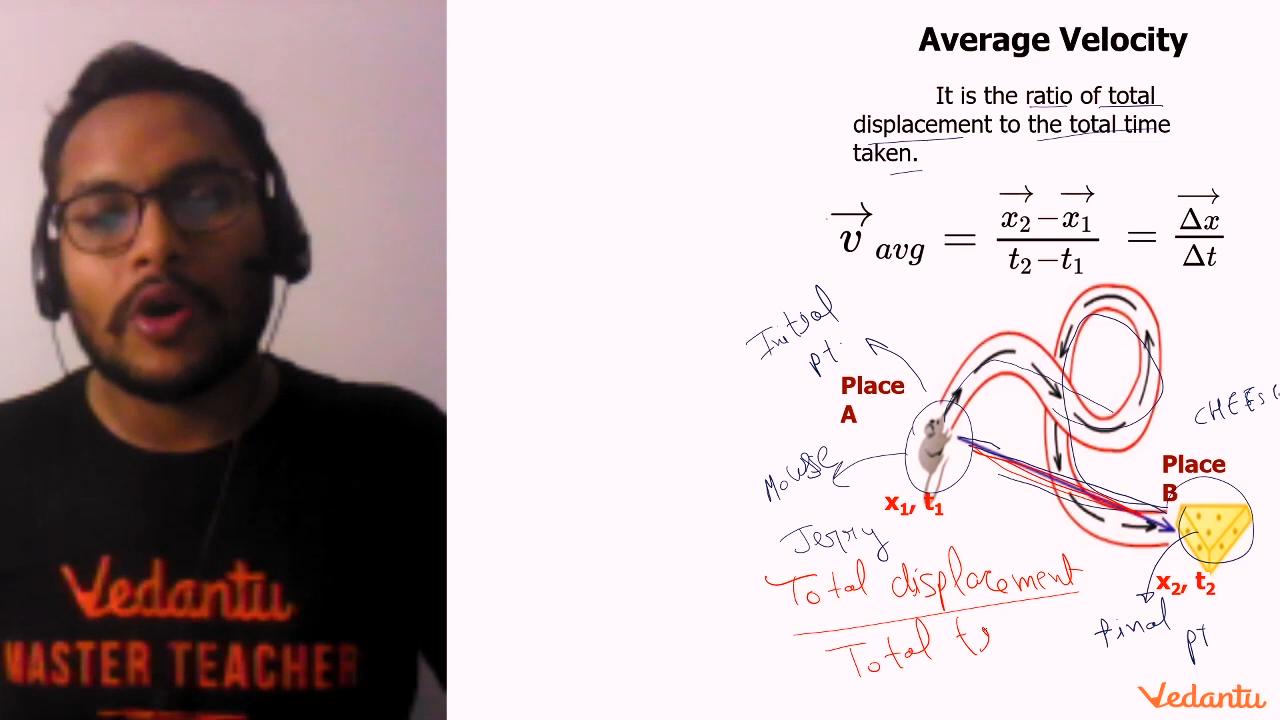 Average Velocity
It is the ratio of total
displacement to the total time
taken.
v avg = x2 − x1 / t2 − t1 = Δx / Δt
Initial
pt.
Place
A
CHEES
Mouse
Place
B
x1, t1
Jerry
Total displacement
Total t
x2, t2
final
pt
Vedantu
MASTER TEACHER
Vedantu